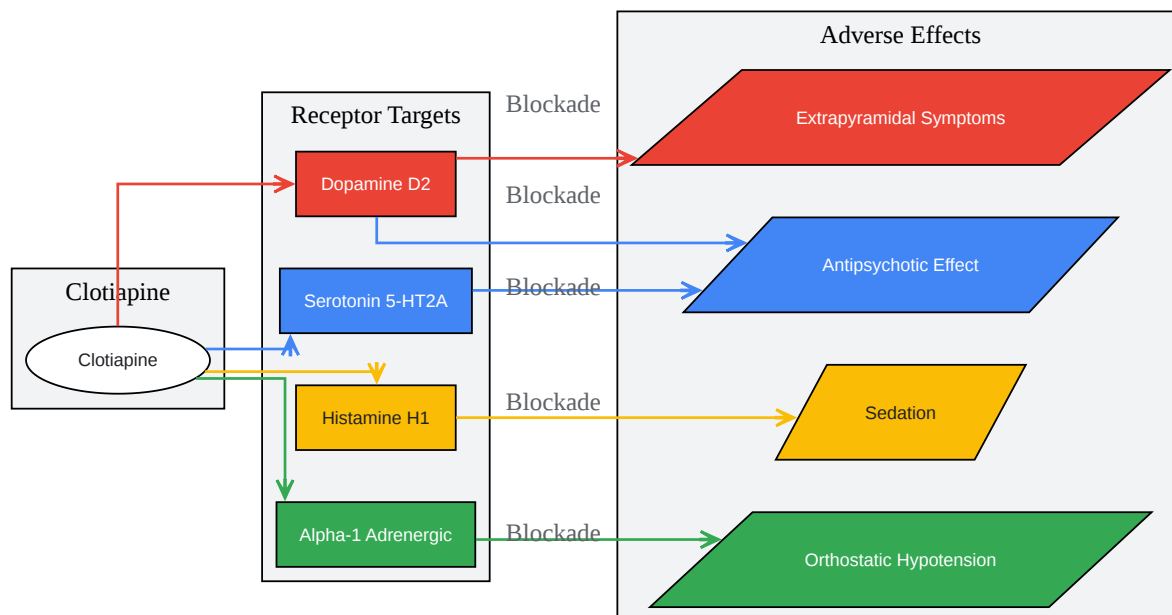 Adverse Effects
Receptor Targets
Blockade
Extrapyramidal Symptoms
Dopamine D2
Blockade
Antipsychotic Effect
Clotiapine
Serotonin 5-HT2A
Blockade
Clotiapine
Histamine H1
Blockade
Sedation
Alpha-1 Adrenergic
Blockade
Orthostatic Hypotension